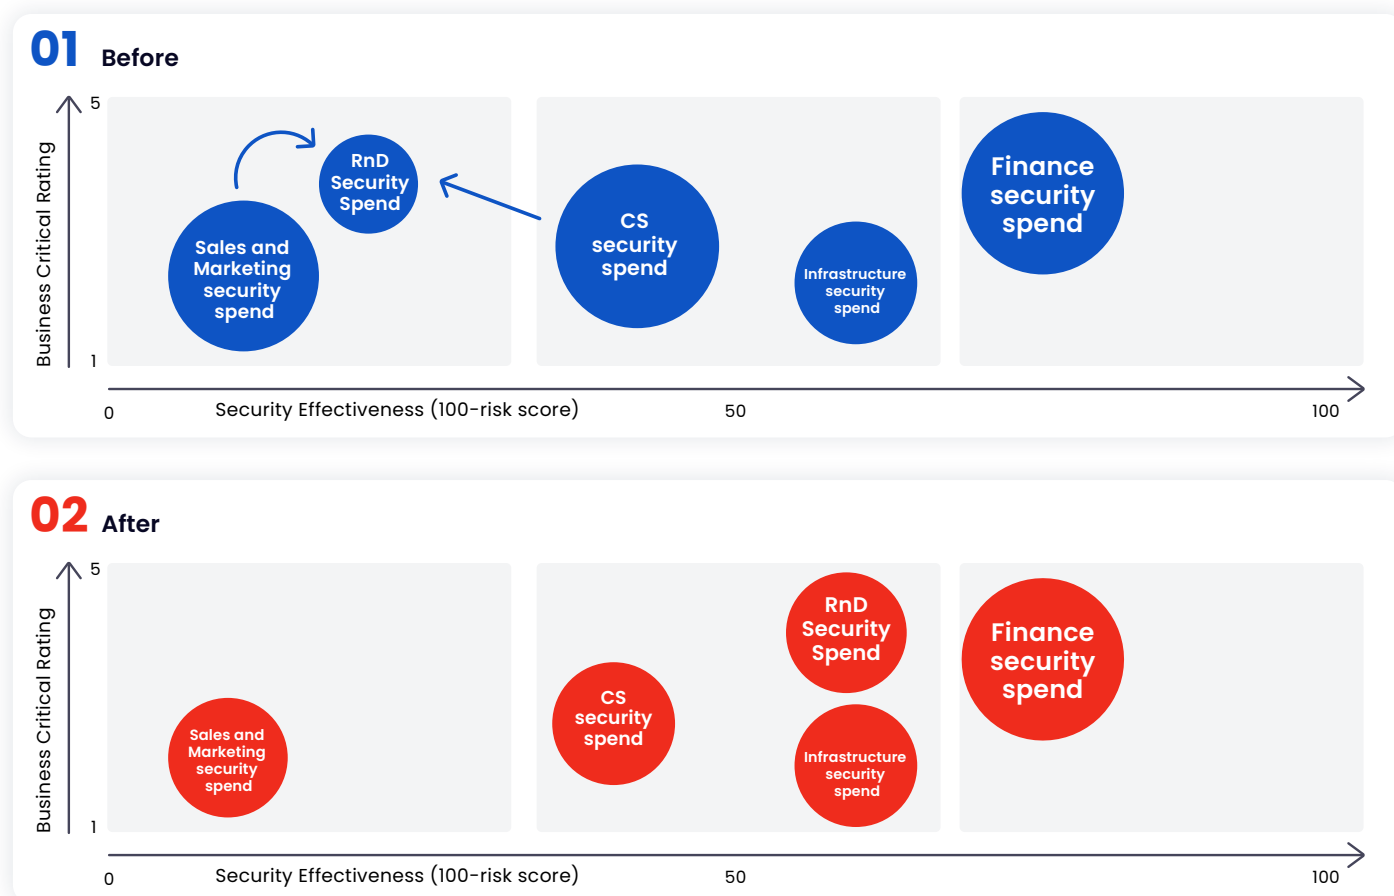 01 Before
Business Critical Rating
5
1
RnD
Security
Spend
Sales and
Marketing
security
spend
CS
security
spend
Infrastructure
security
spend
Finance
security
spend
0
Security Effectiveness (100-risk score)
50
100
02 After
Business Critical Rating
5
1
Sales and
Marketing
security
spend
CS
security
spend
RnD
Security
Spend
Infrastructure
security
spend
Finance
security
spend
0
Security Effectiveness (100-risk score)
50
100